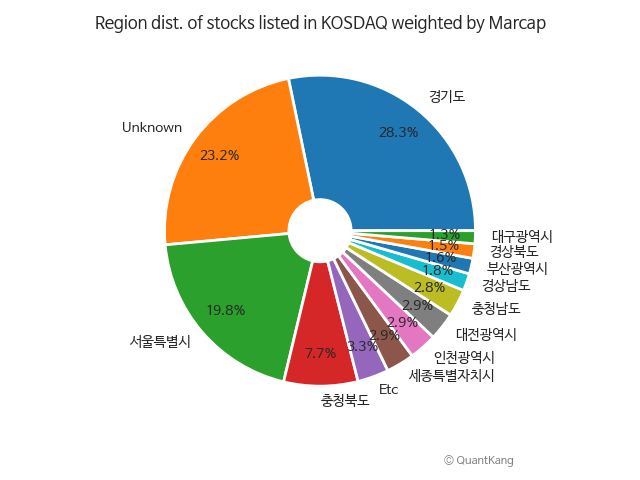 Region dist. of stocks listed in KOSDAQ weighted by Marcap
경기도
28.3%
Unknown
23.2%
서울특별시
19.8%
충청북도
7.7%
Etc
3.3%
세종특별자치시
2.9%
인천광역시
2.9%
대전광역시
2.9%
충청남도
2.8%
경상남도
1.8%
부산광역시
1.6%
경상북도
1.5%
대구광역시
1.3%
© QuantKang